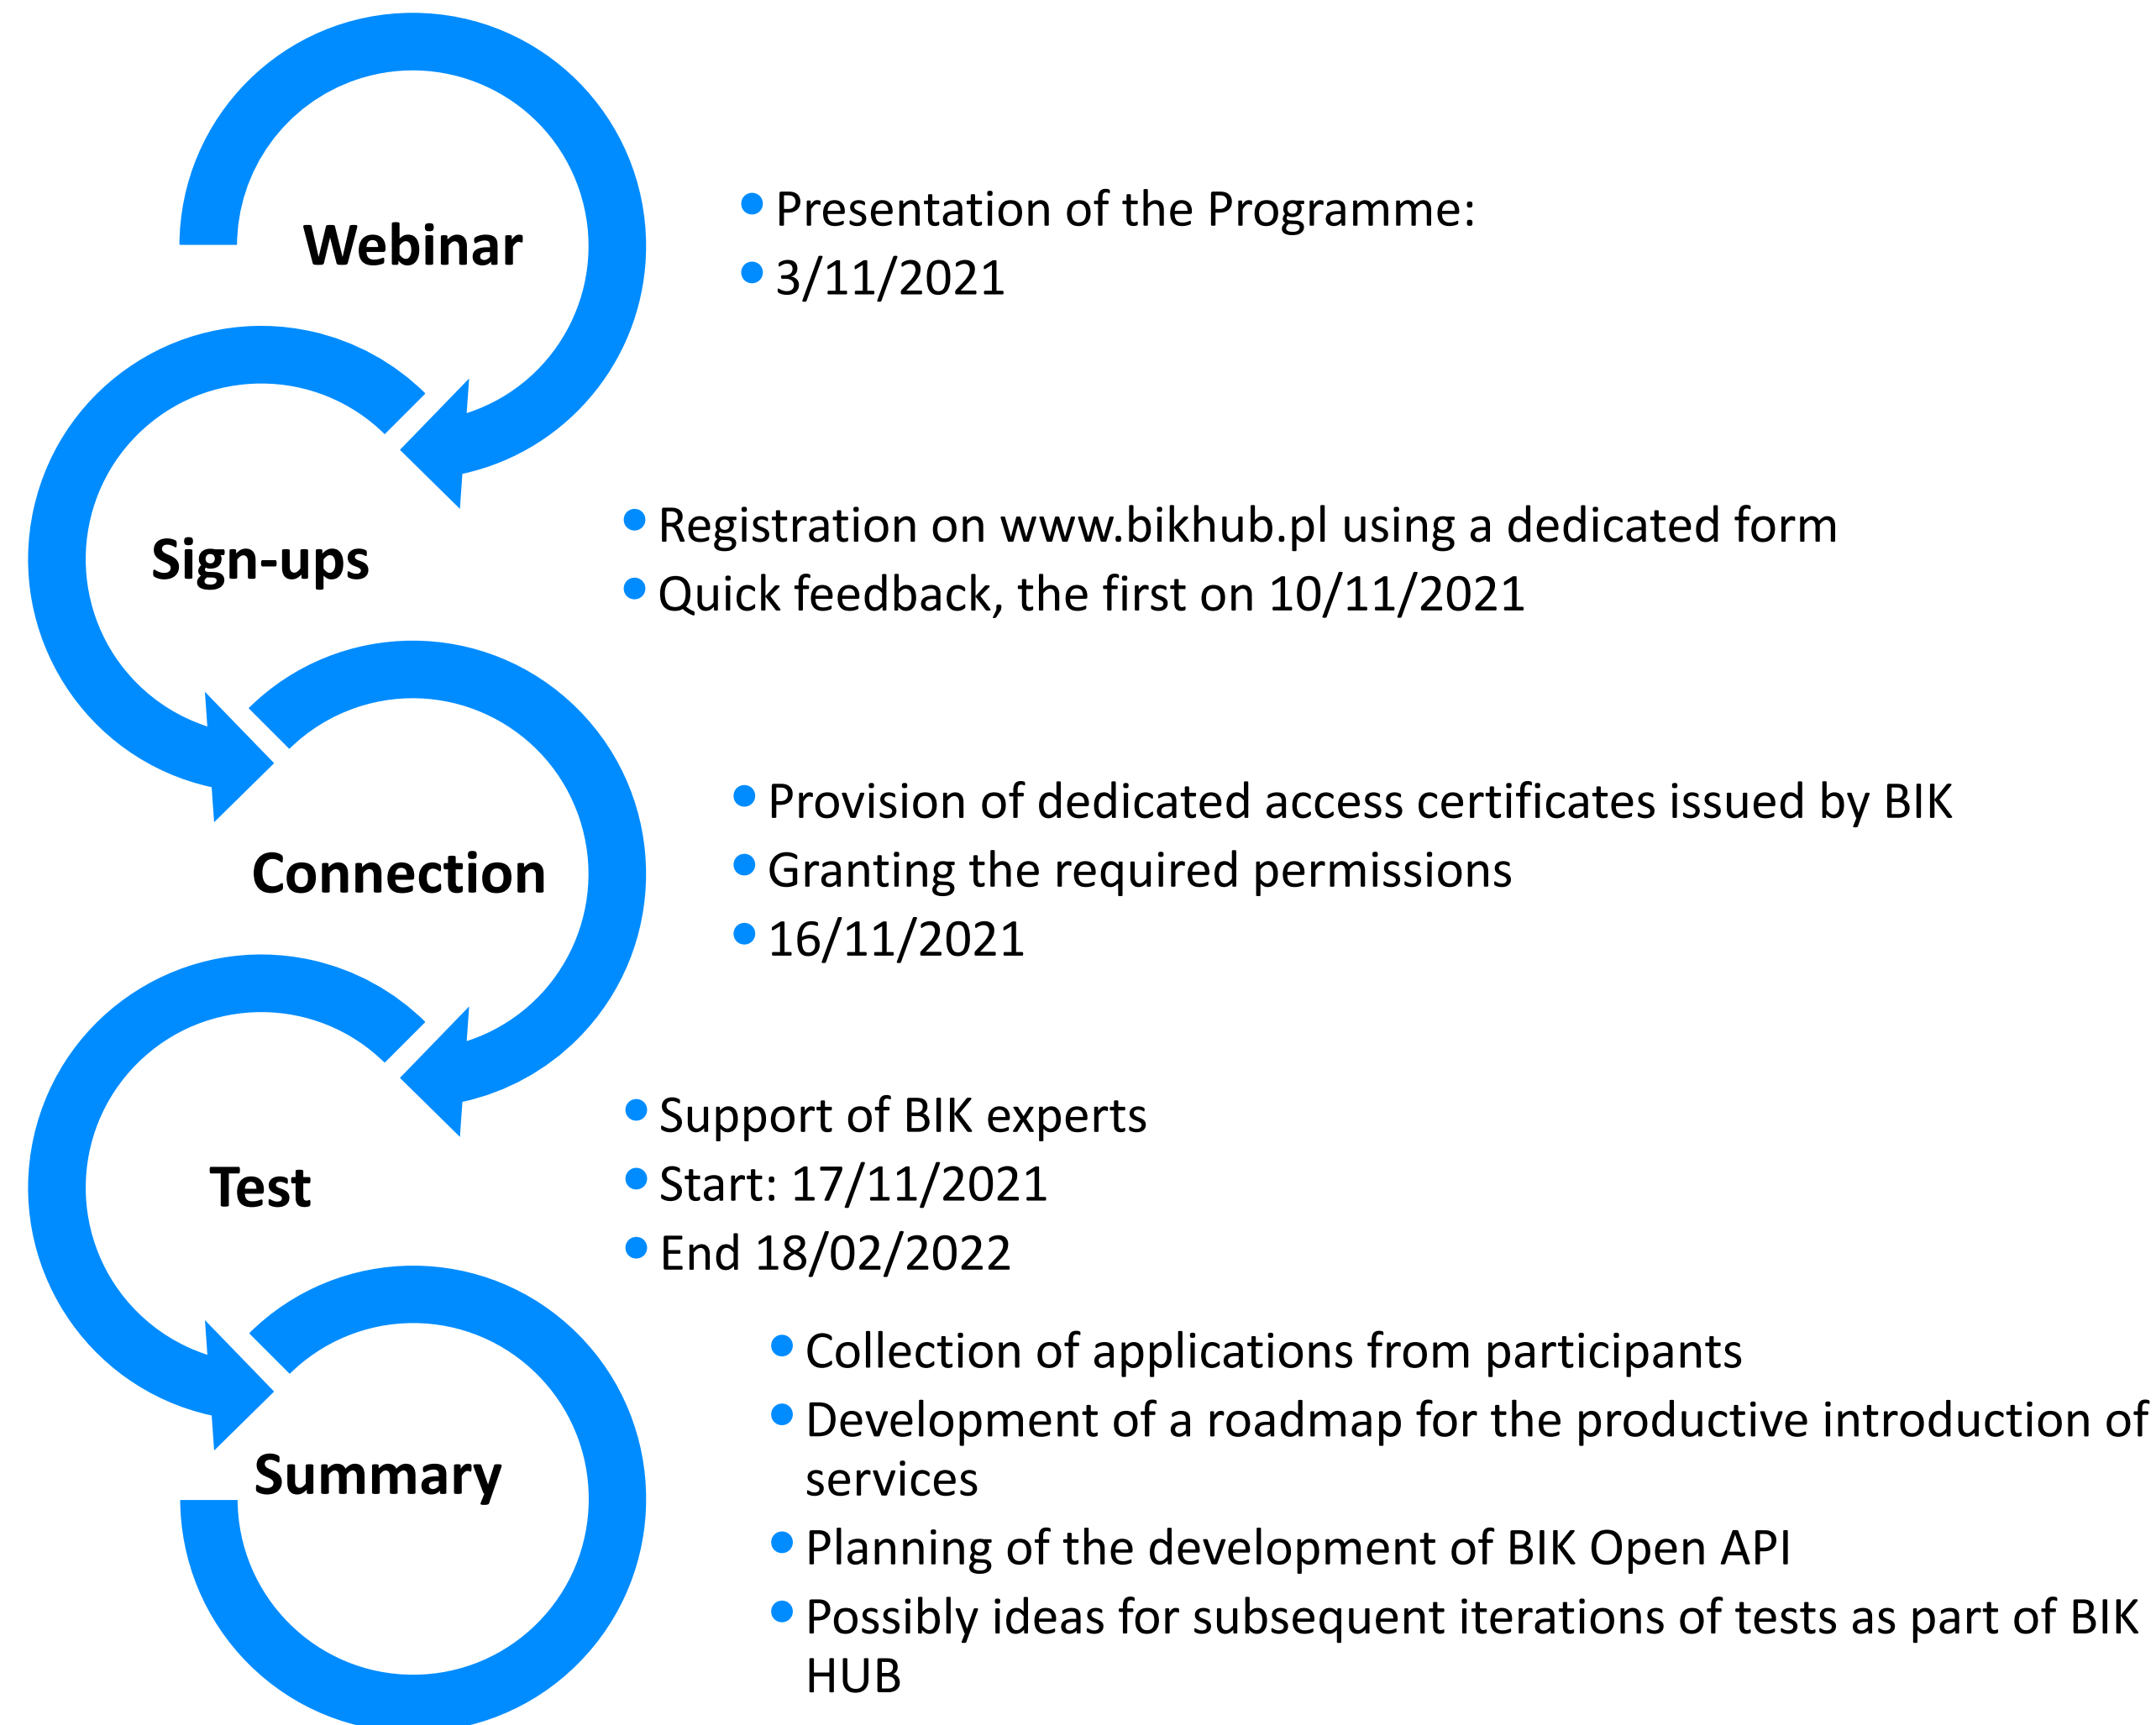 Webinar
Presentation of the Programme:
3/11/2021
Sign-ups
Registration on www.bikhub.pl using a dedicated form
Quick feedback, the first on 10/11/2021
Connection
Provision of dedicated access certificates issued by BIK
Granting the required permissions
16/11/2021
Test
Support of BIK experts
Start: 17/11/2021
End 18/02/2022
Summary
Collection of applications from participants
Development of a roadmap for the productive introduction of
services
Planning of the development of BIK Open API
Possibly ideas for subsequent iterations of tests as part of BIK
HUB